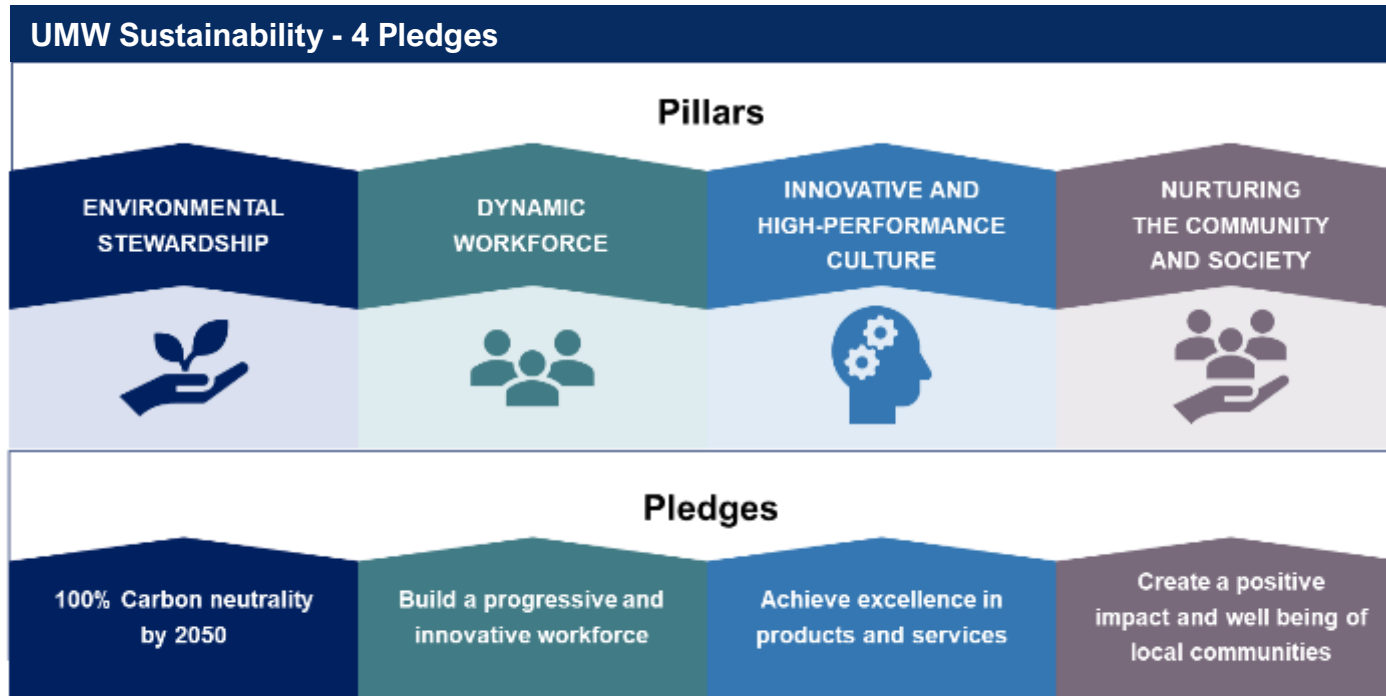 UMW Sustainability - 4 Pledges
Pillars
ENVIRONMENTAL
STEWARDSHIP
DYNAMIC
WORKFORCE
INNOVATIVE AND
HIGH-PERFORMANCE
CULTURE
NURTURING
THE COMMUNITY
AND SOCIETY
Pledges
100% Carbon neutrality
by 2050
Build a progressive and
innovative workforce
Achieve excellence in
products and services
Create a positive
impact and well being of
local communities